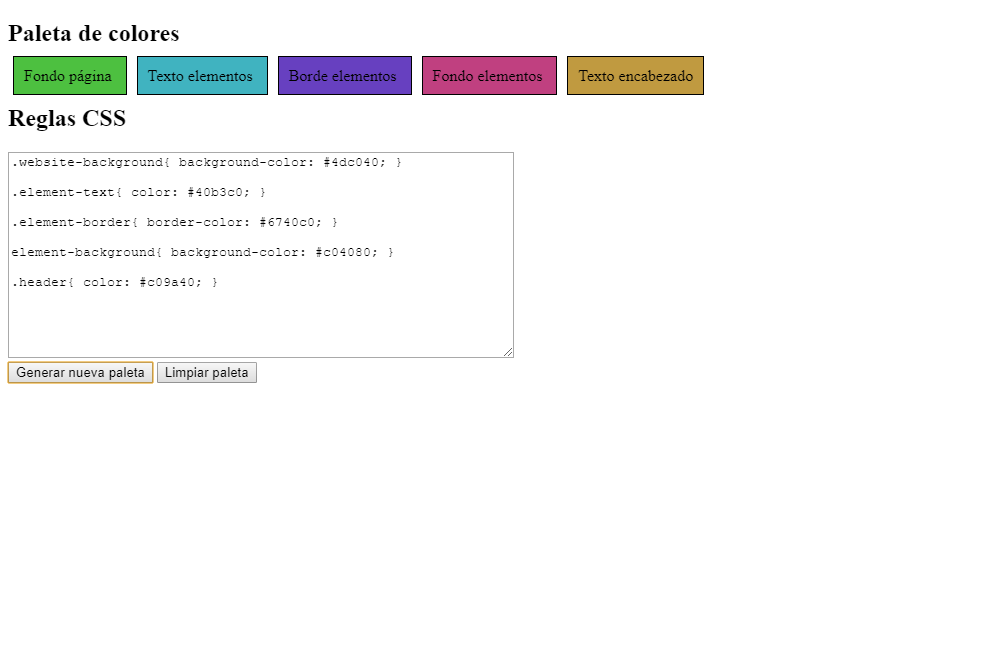 Paleta de colores
Fondo página Texto elementos Borde elementos Fondo elementos Texto encabezado
Reglas CSS
.website-background{ background-color: #4dc040; }
.element-text{ color: #40b3c0; }
.element-border{ border-color: #6740c0; }
element-background{ background-color: #c04080; }
.header{ color: #c09a40; }
Generar nueva paleta Limpiar paleta